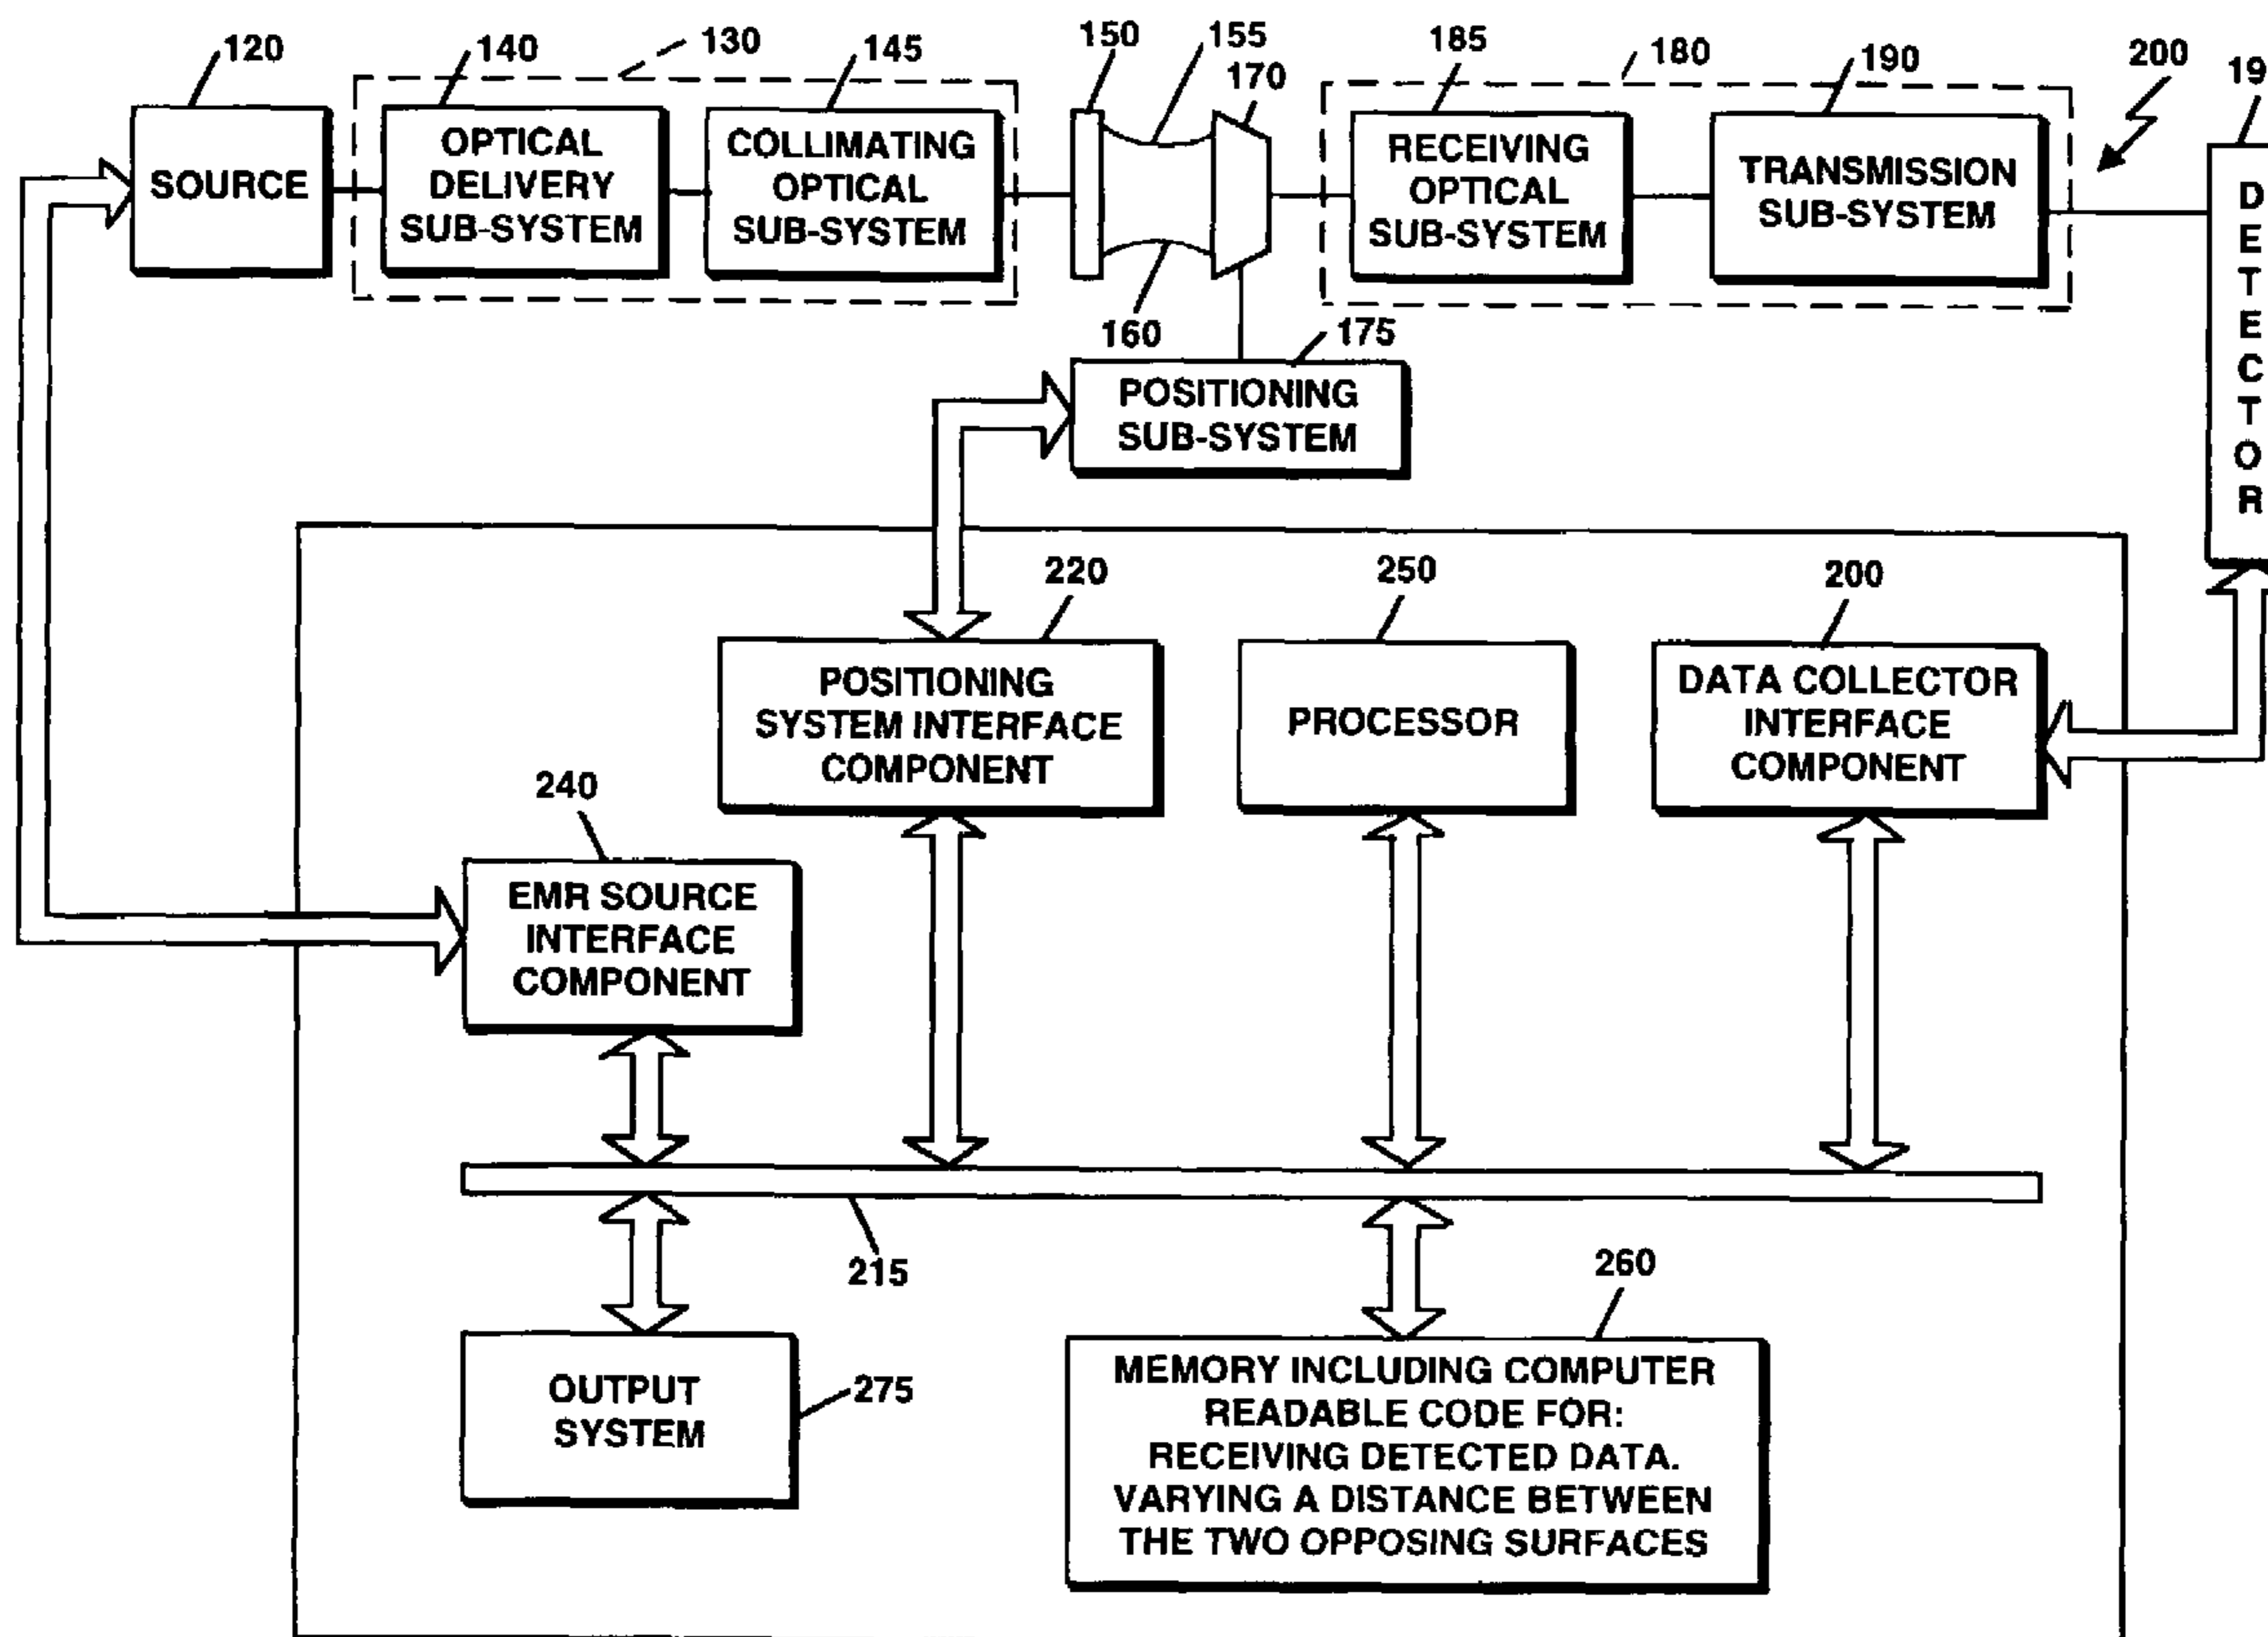 120
140
130
145
150
155
170
185
180
190
200
19
SOURCE
OPTICAL
DELIVERY
SUB-SYSTEM
COLLIMATING
OPTICAL
SUB-SYSTEM
RECEIVING
OPTICAL
SUB-SYSTEM
TRANSMISSION
SUB-SYSTEM
DETECTOR
160
175
POSITIONING
SUB-SYSTEM
220
250
200
POSITIONING
SYSTEM INTERFACE
COMPONENT
PROCESSOR
DATA COLLECTOR
INTERFACE
COMPONENT
240
EMR SOURCE
INTERFACE
COMPONENT
215
260
OUTPUT
SYSTEM
275
MEMORY INCLUDING COMPUTER
READABLE CODE FOR:
RECEIVING DETECTED DATA.
VARYING A DISTANCE BETWEEN
THE TWO OPPOSING SURFACES